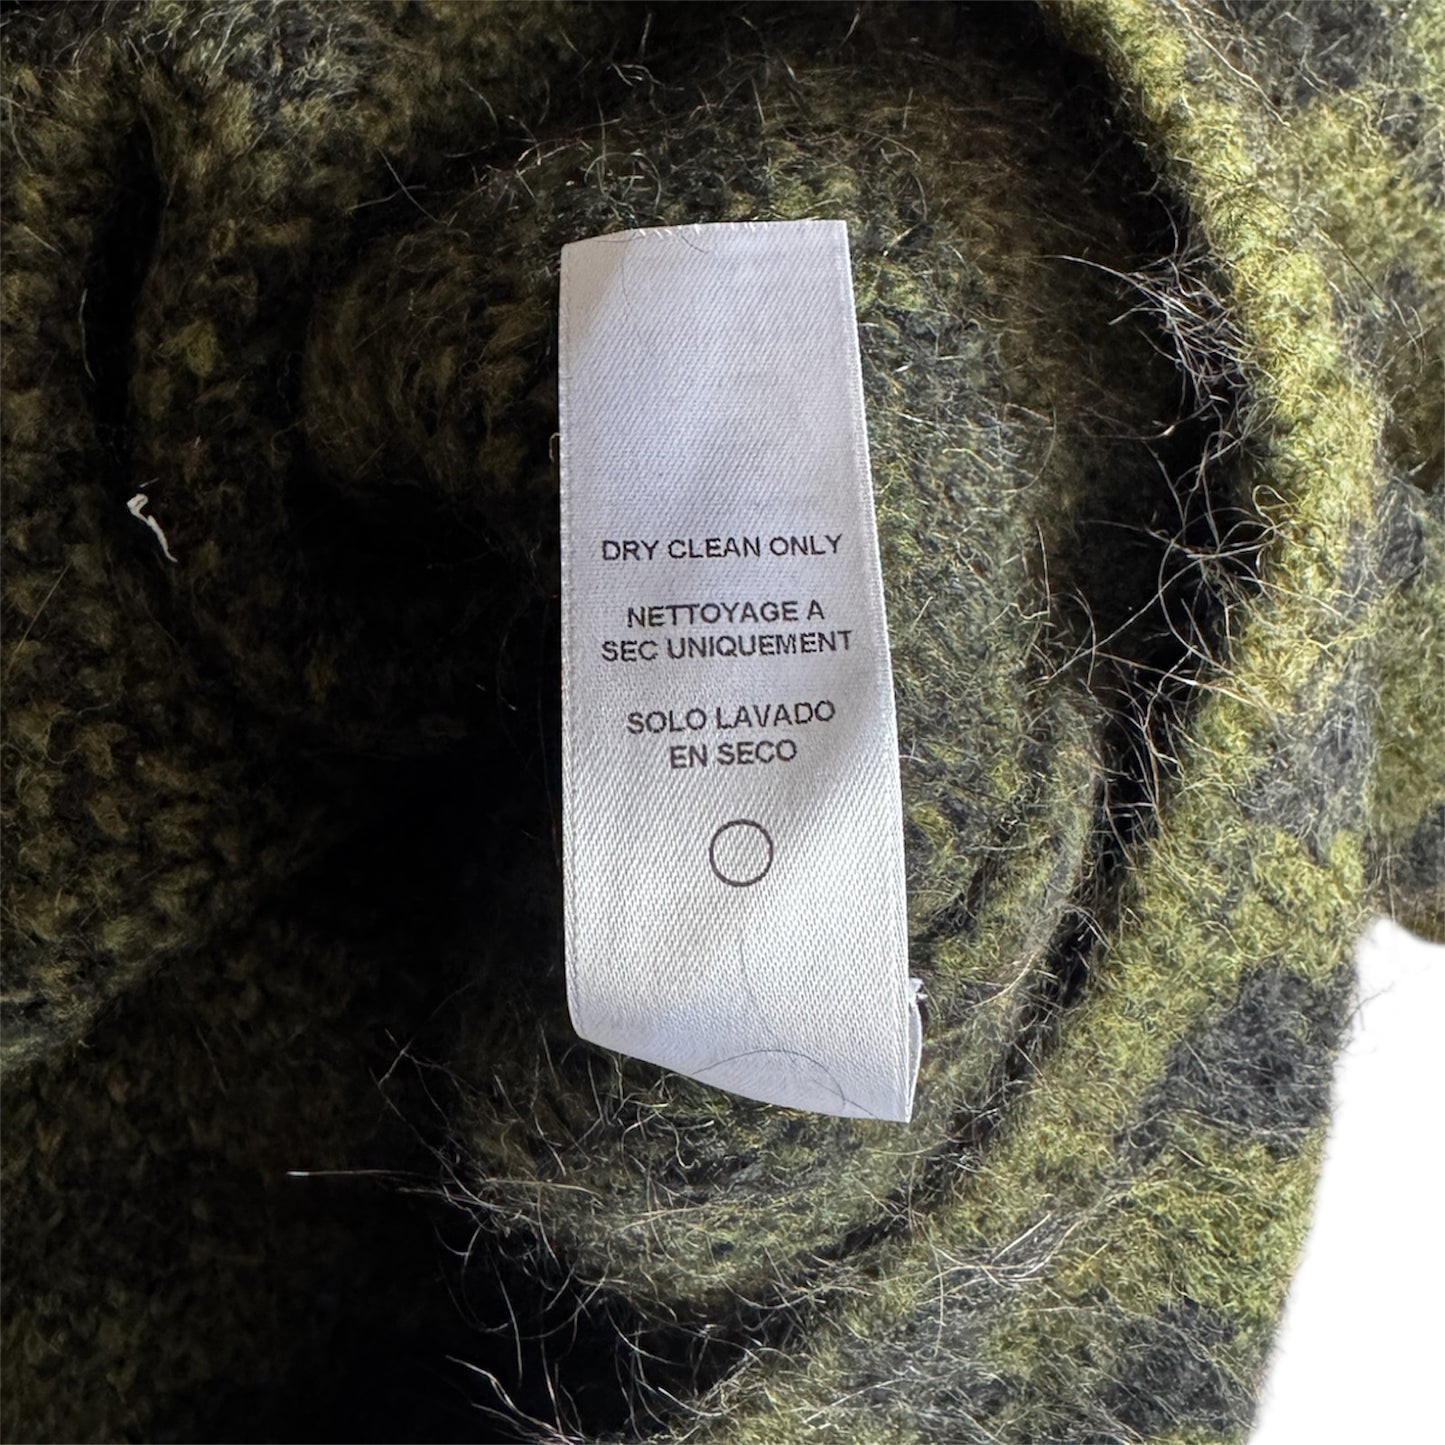 DRY CLEAN ONLY
NETTOYAGE A
SEC UNIQUEMENT
SOLO LAVADO
EN SECO